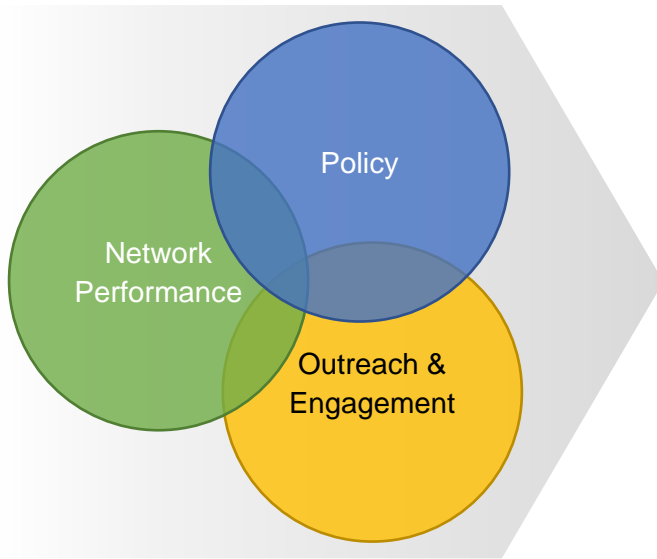 Policy
Network
Performance
Outreach &
Engagement